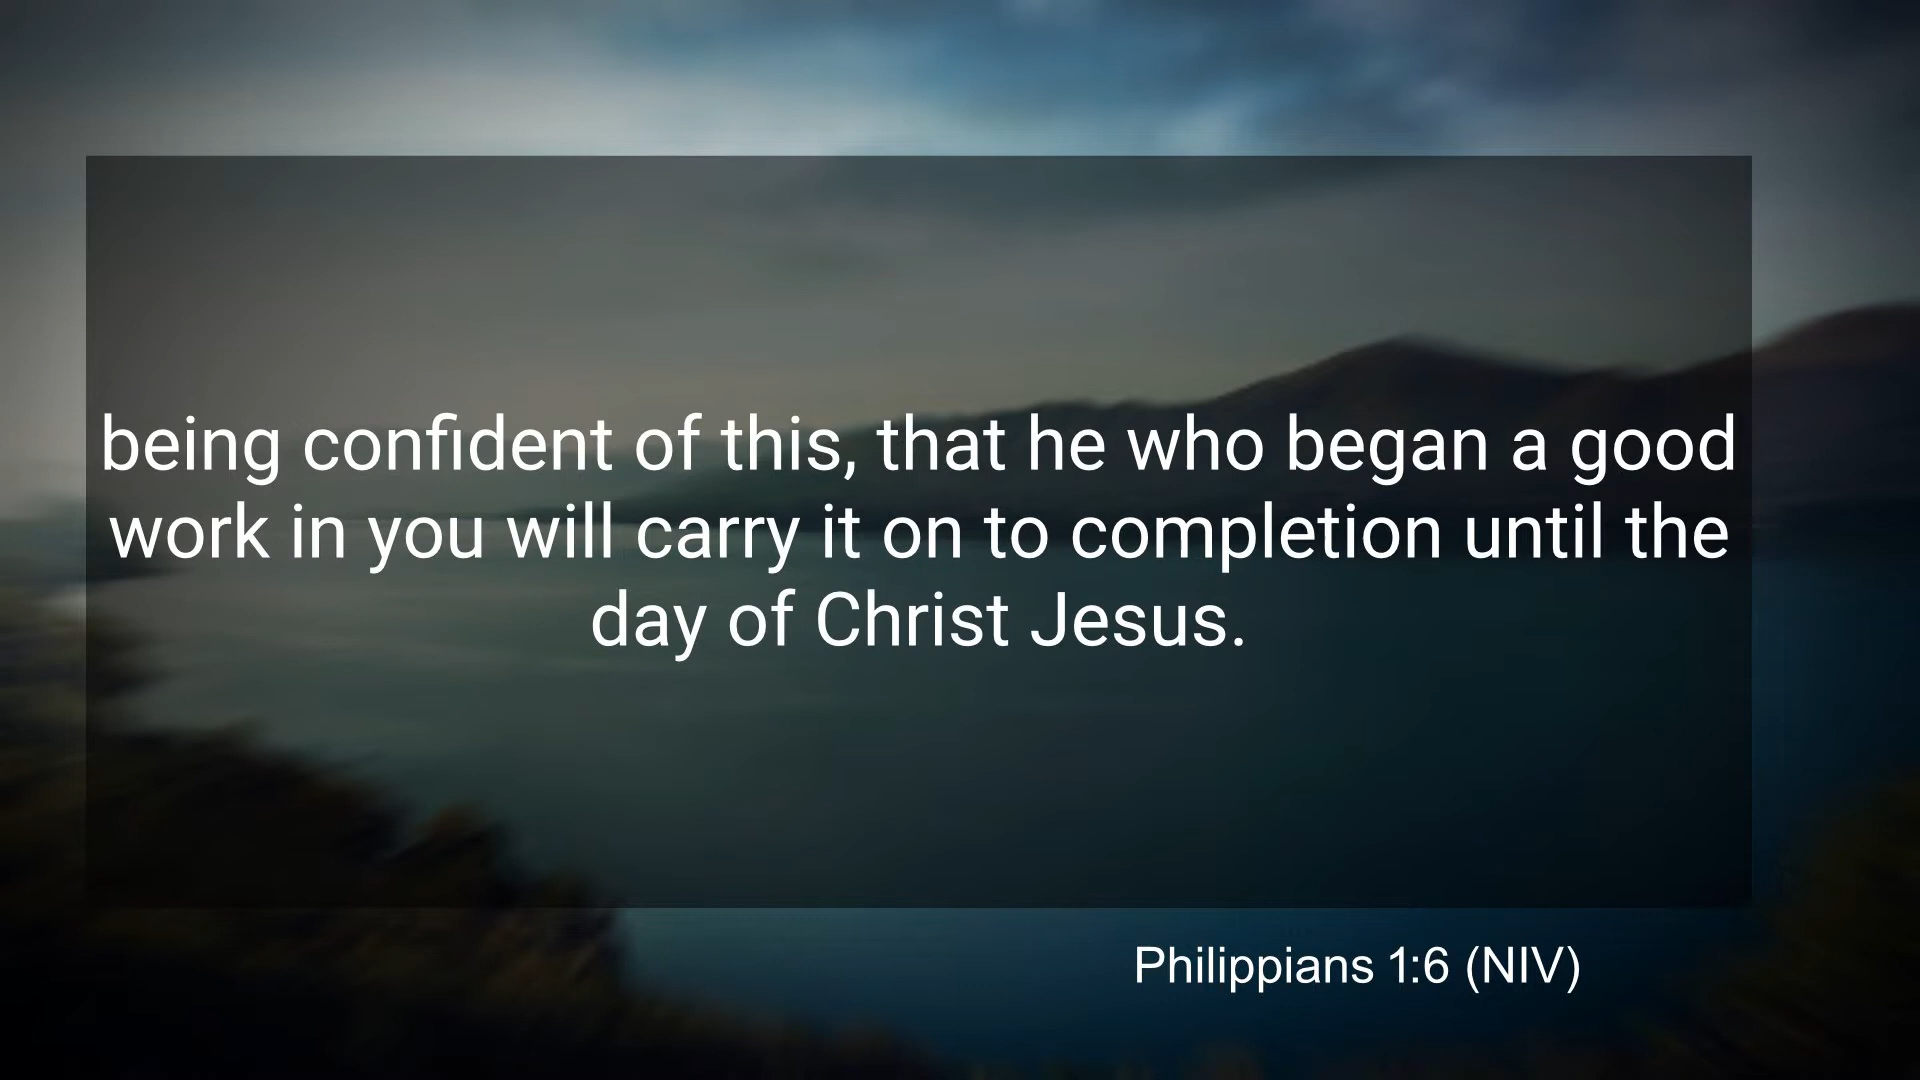 being confident of this, that he who began a good
work in you will carry it on to completion until the
day of Christ Jesus.
Philippians 1:6 (NIV)